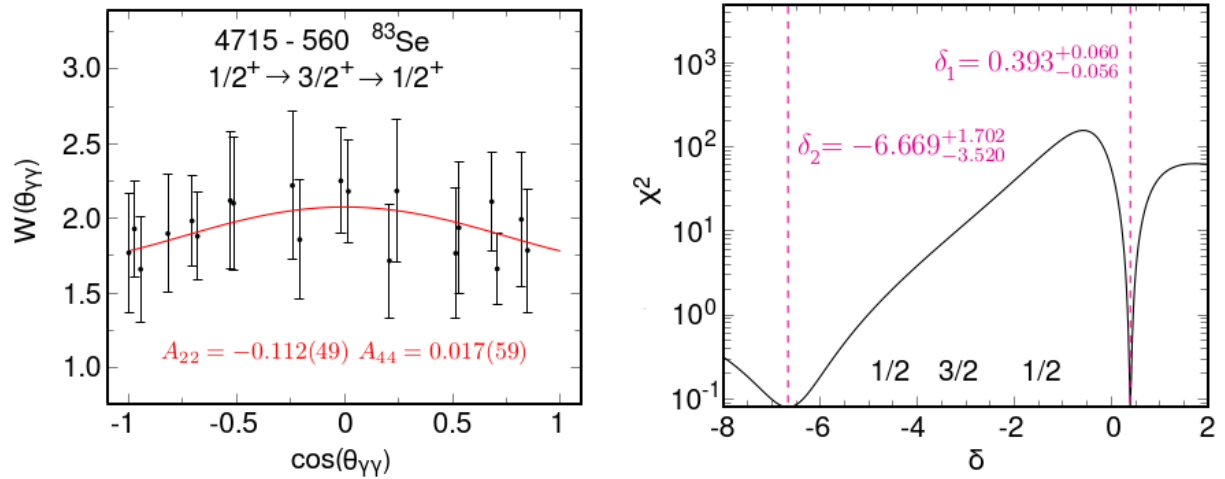 4715 - 560 ⁸³Se
1/2⁺ → 3/2⁺ → 1/2⁺
W(θγγ)
3.0
2.5
2.0
1.5
1.0
A₂₂ = −0.112(49) A₄₄ = 0.017(59)
-1 -0.5 0 0.5 1
cos(θγγ)
χ²
10³
10²
10¹
10⁰
10⁻¹
δ₁= 0.393⁺⁰·⁰⁶⁰₋₀.₀₅₆
δ₂= −6.669⁺¹·⁷⁰²₋₃.₅₂₀
1/2 3/2 1/2
-8 -6 -4 -2 0 2
δ